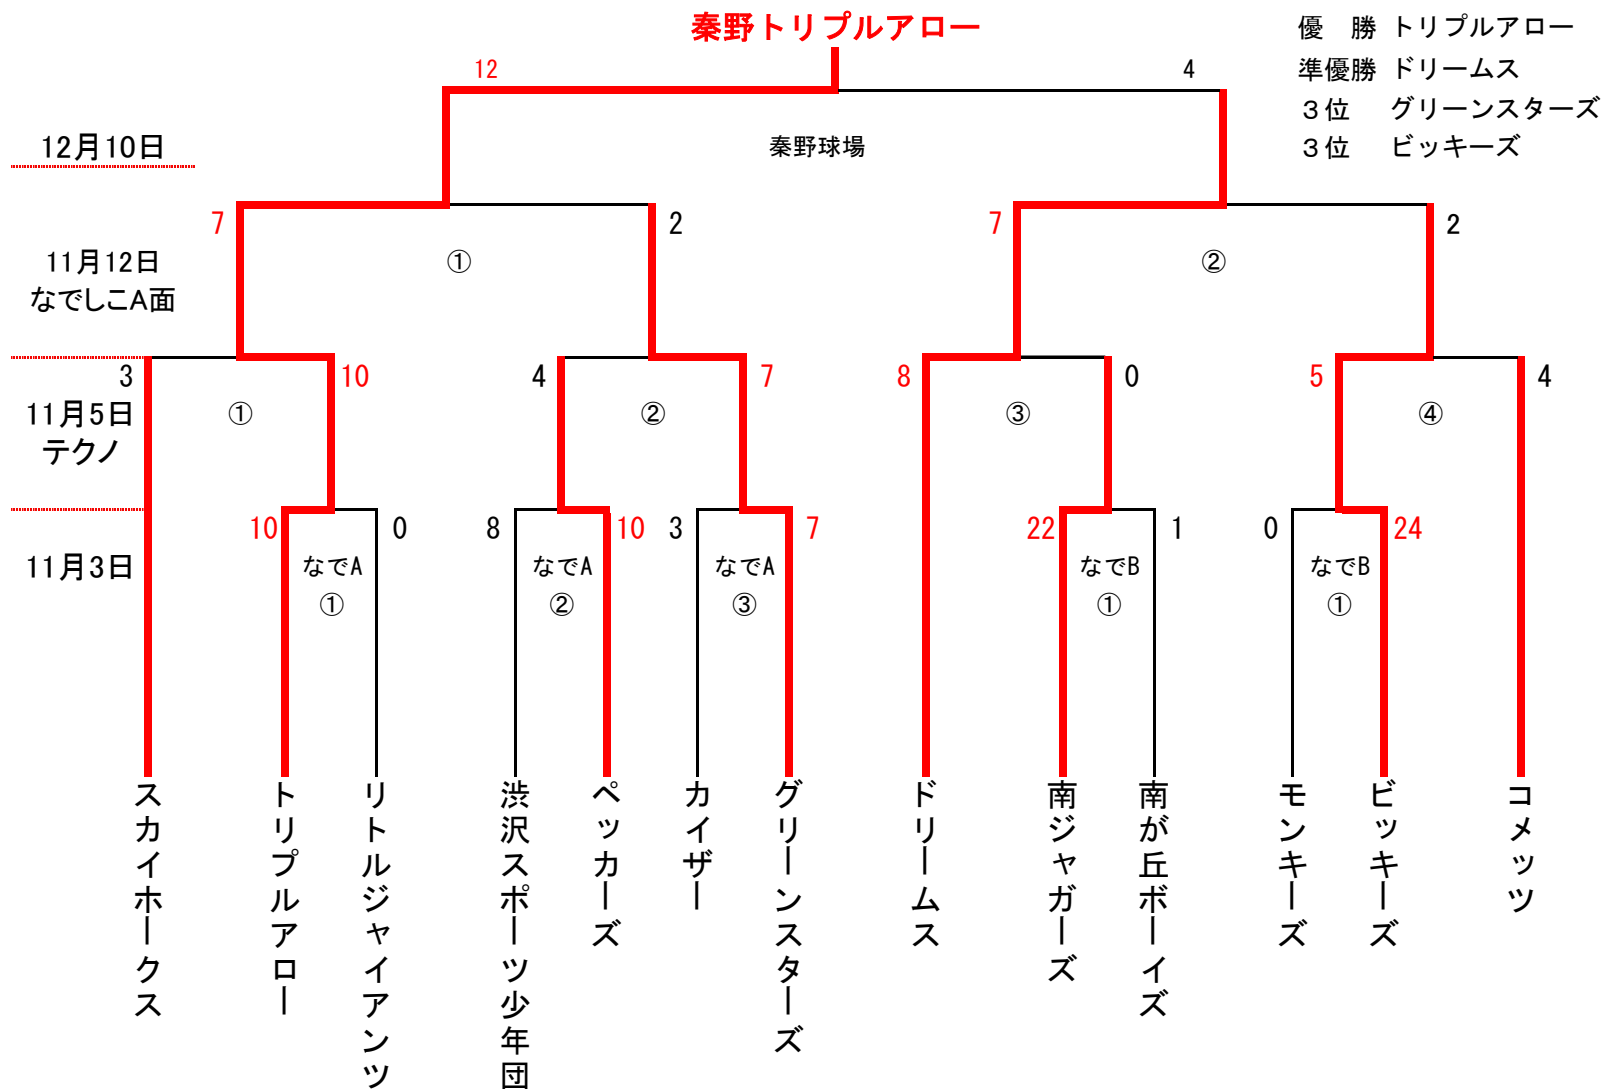 秦野トリプルアロー
優　勝 トリプルアロー
準優勝 ドリームス
３位　グリーンスターズ
３位　ビッキーズ
12 4
12月10日
秦野球場
7 2 7 2
11月12日
なでしこA面
① ②
3 10 4 7 8 0 5 4
11月5日
テクノ
① ② ③ ④
10 0 8 10 3 7 22 1 0 24
11月3日
なでA なでA なでA なでB なでB
① ② ③ ① ①
スカイホークス
トリプルアロー
リトルジャイアンツ
渋沢スポーツ少年団
ペッカーズ
カイザー
グリーンスターズ
ドリームス
南ジャガーズ
南が丘ボーイズ
モンキーズ
ビッキーズ
コメッツ